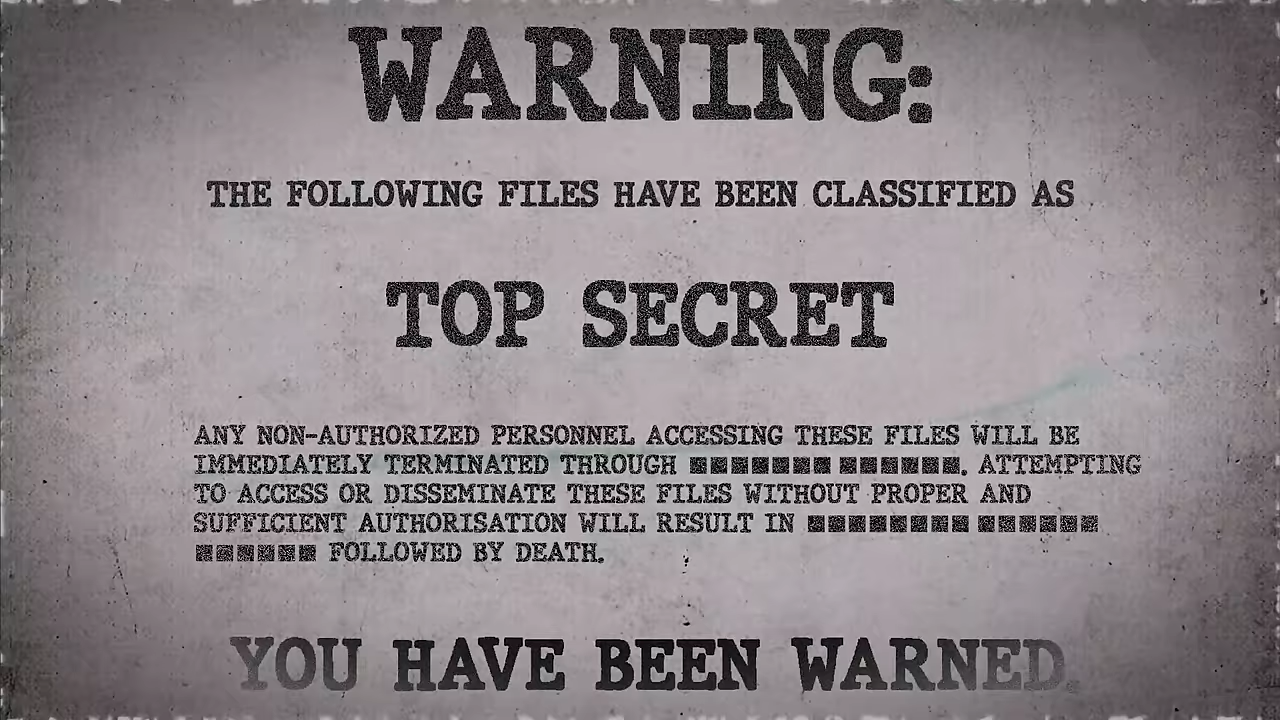 WARNING:
THE FOLLOWING FILES HAVE BEEN CLASSIFIED AS
TOP SECRET
ANY NON-AUTHORIZED PERSONNEL ACCESSING THESE FILES WILL BE
IMMEDIATELY TERMINATED THROUGH ■■■■■■■ ■■■■■■. ATTEMPTING
TO ACCESS OR DISSEMINATE THESE FILES WITHOUT PROPER AND
SUFFICIENT AUTHORISATION WILL RESULT IN ■■■■■■■■ ■■■■■■
■■■■■■ FOLLOWED BY DEATH.
YOU HAVE BEEN WARNED.